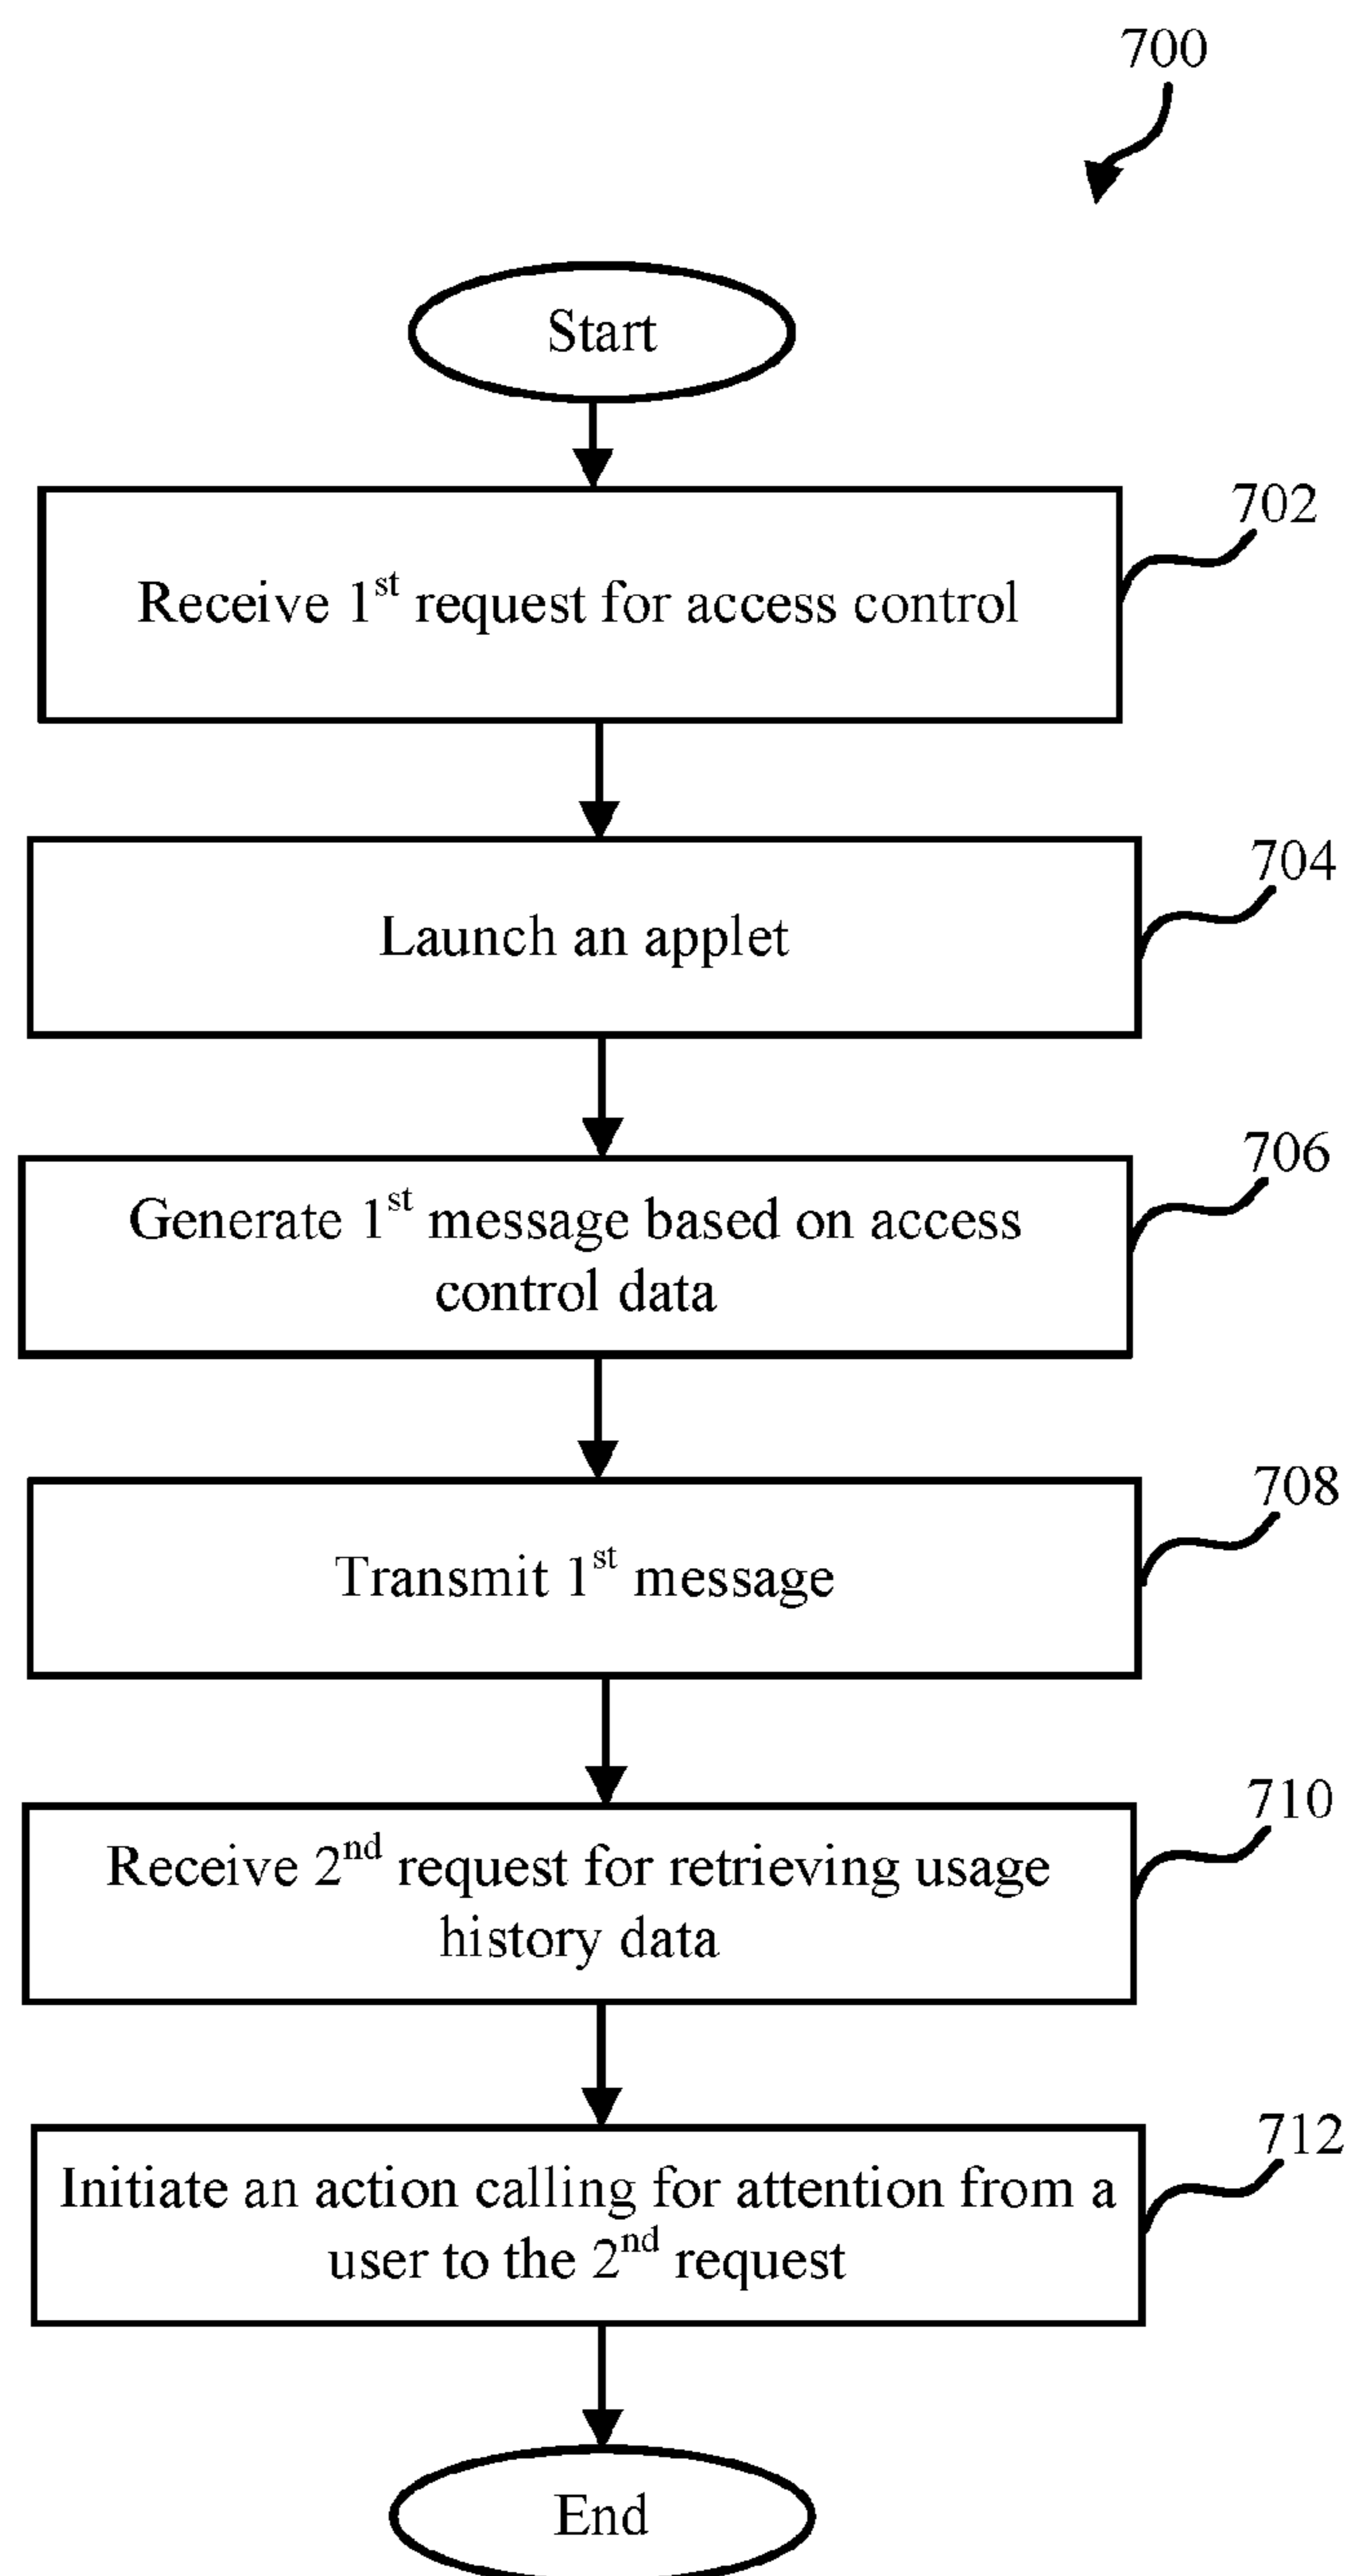 700
Start
702
Receive 1st request for access control
704
Launch an applet
706
Generate 1st message based on access
control data
708
Transmit 1st message
710
Receive 2nd request for retrieving usage
history data
712
Initiate an action calling for attention from a
user to the 2nd request
End